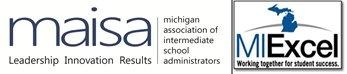 maisa
Leadership Innovation Results
michigan
association of
intermediate
school
administrators
MIExcel
Working together for student success.